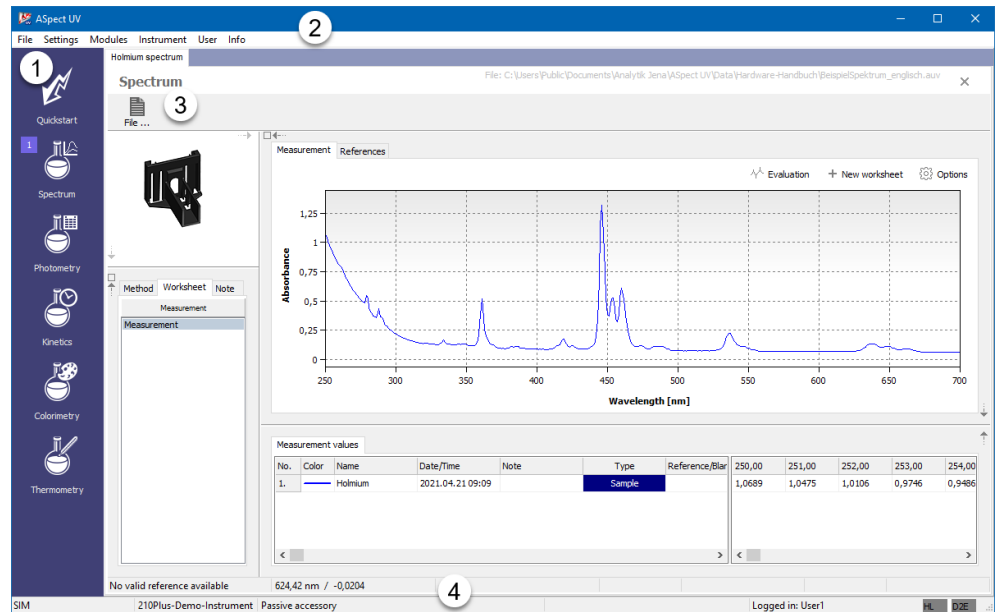 ASpect UV
2
File Settings Modules Instrument User Info
1
Holmium spectrum
Spectrum
File: C:\Users\Public\Documents\Analytik Jena\ASpect UV\Data\Hardware-Handbuch\BeispielSpektrum_englisch.auv
3
File ...
Quickstart
1
Spectrum
Photometry
Kinetics
Colorimetry
Thermometry
Measurement References
Evaluation + New worksheet Options
Absorbance
1,25
1
0,75
0,5
0,25
0
250 300 350 400 450 500 550 600 650 700
Wavelength [nm]
Method Worksheet Note
Measurement
Measurement
Measurement values
No. Color Name Date/Time Note Type Reference/Blar 250,00 251,00 252,00 253,00 254,00
1. Holmium 2021.04.21 09:09 Sample 1,0689 1,0475 1,0106 0,9746 0,9486
No valid reference available 624,42 nm / -0,0204
4
SIM 210Plus-Demo-Instrument Passive accessory Logged in: User1 HL D2E